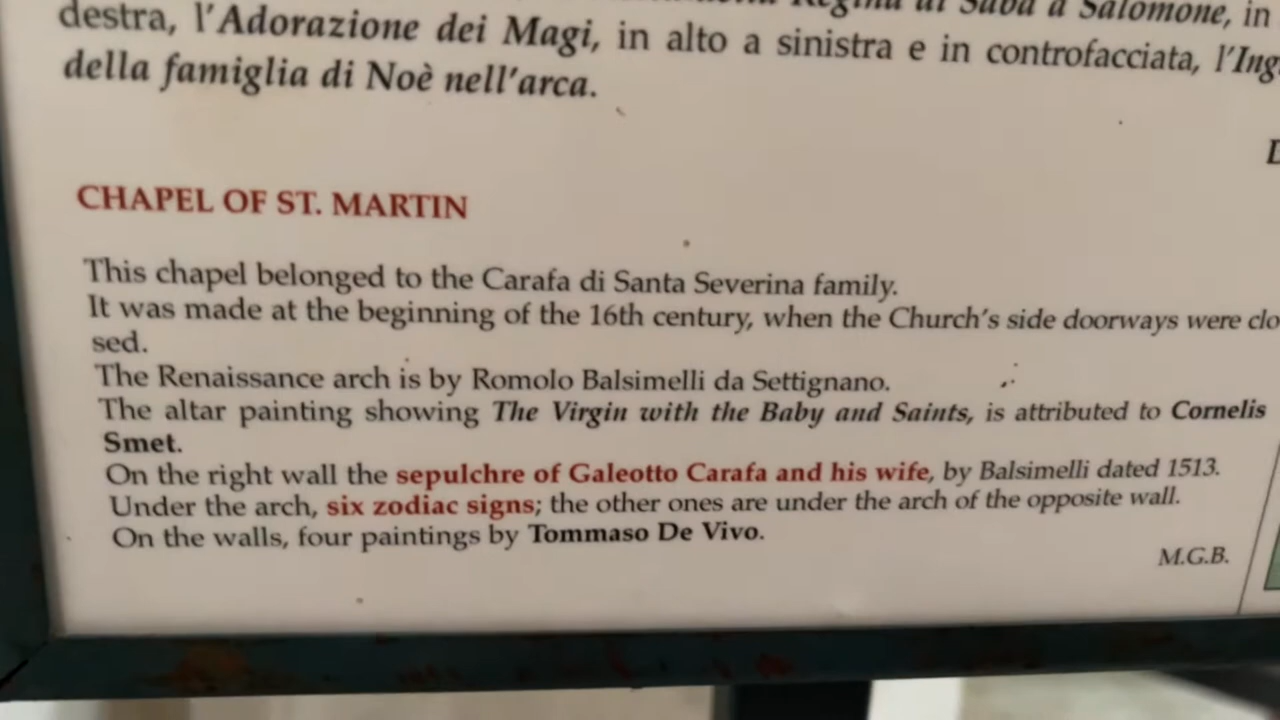 Regina di Saba a Salomone, in
destra, l'Adorazione dei Magi, in alto a sinistra e in controfacciata, l'Ing
della famiglia di Noè nell'arca.
CHAPEL OF ST. MARTIN
This chapel belonged to the Carafa di Santa Severina family.
It was made at the beginning of the 16th century, when the Church's side doorways were clo
sed.
The Renaissance arch is by Romolo Balsimelli da Settignano.
The altar painting showing The Virgin with the Baby and Saints, is attributed to Cornelis
Smet.
On the right wall the sepulchre of Galeotto Carafa and his wife, by Balsimelli dated 1513.
Under the arch, six zodiac signs; the other ones are under the arch of the opposite wall.
On the walls, four paintings by Tommaso De Vivo.
M.G.B.